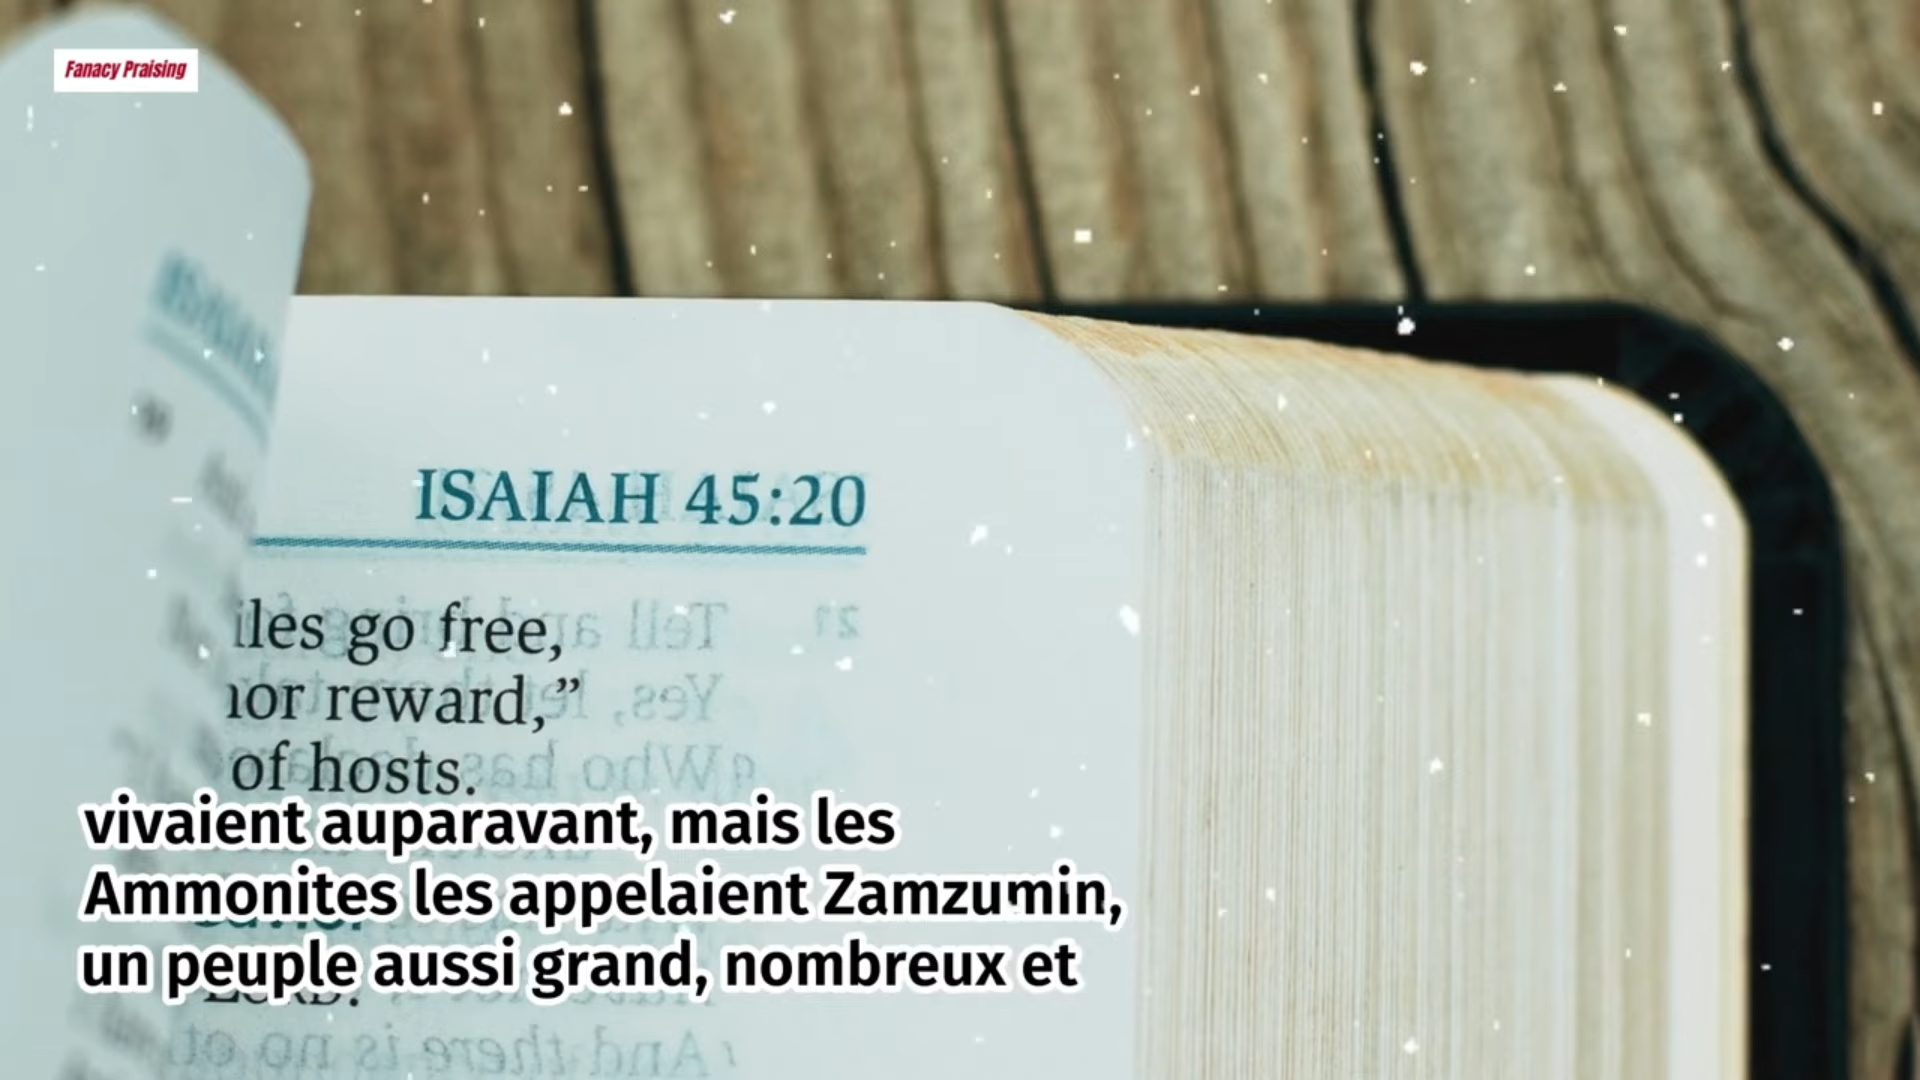 Fanacy Praising
ISAIAH 45:20
iles go free,
or reward,”
of hosts.
vivaient auparavant, mais les
Ammonites les appelaient Zamzumin,
un peuple aussi grand, nombreux et